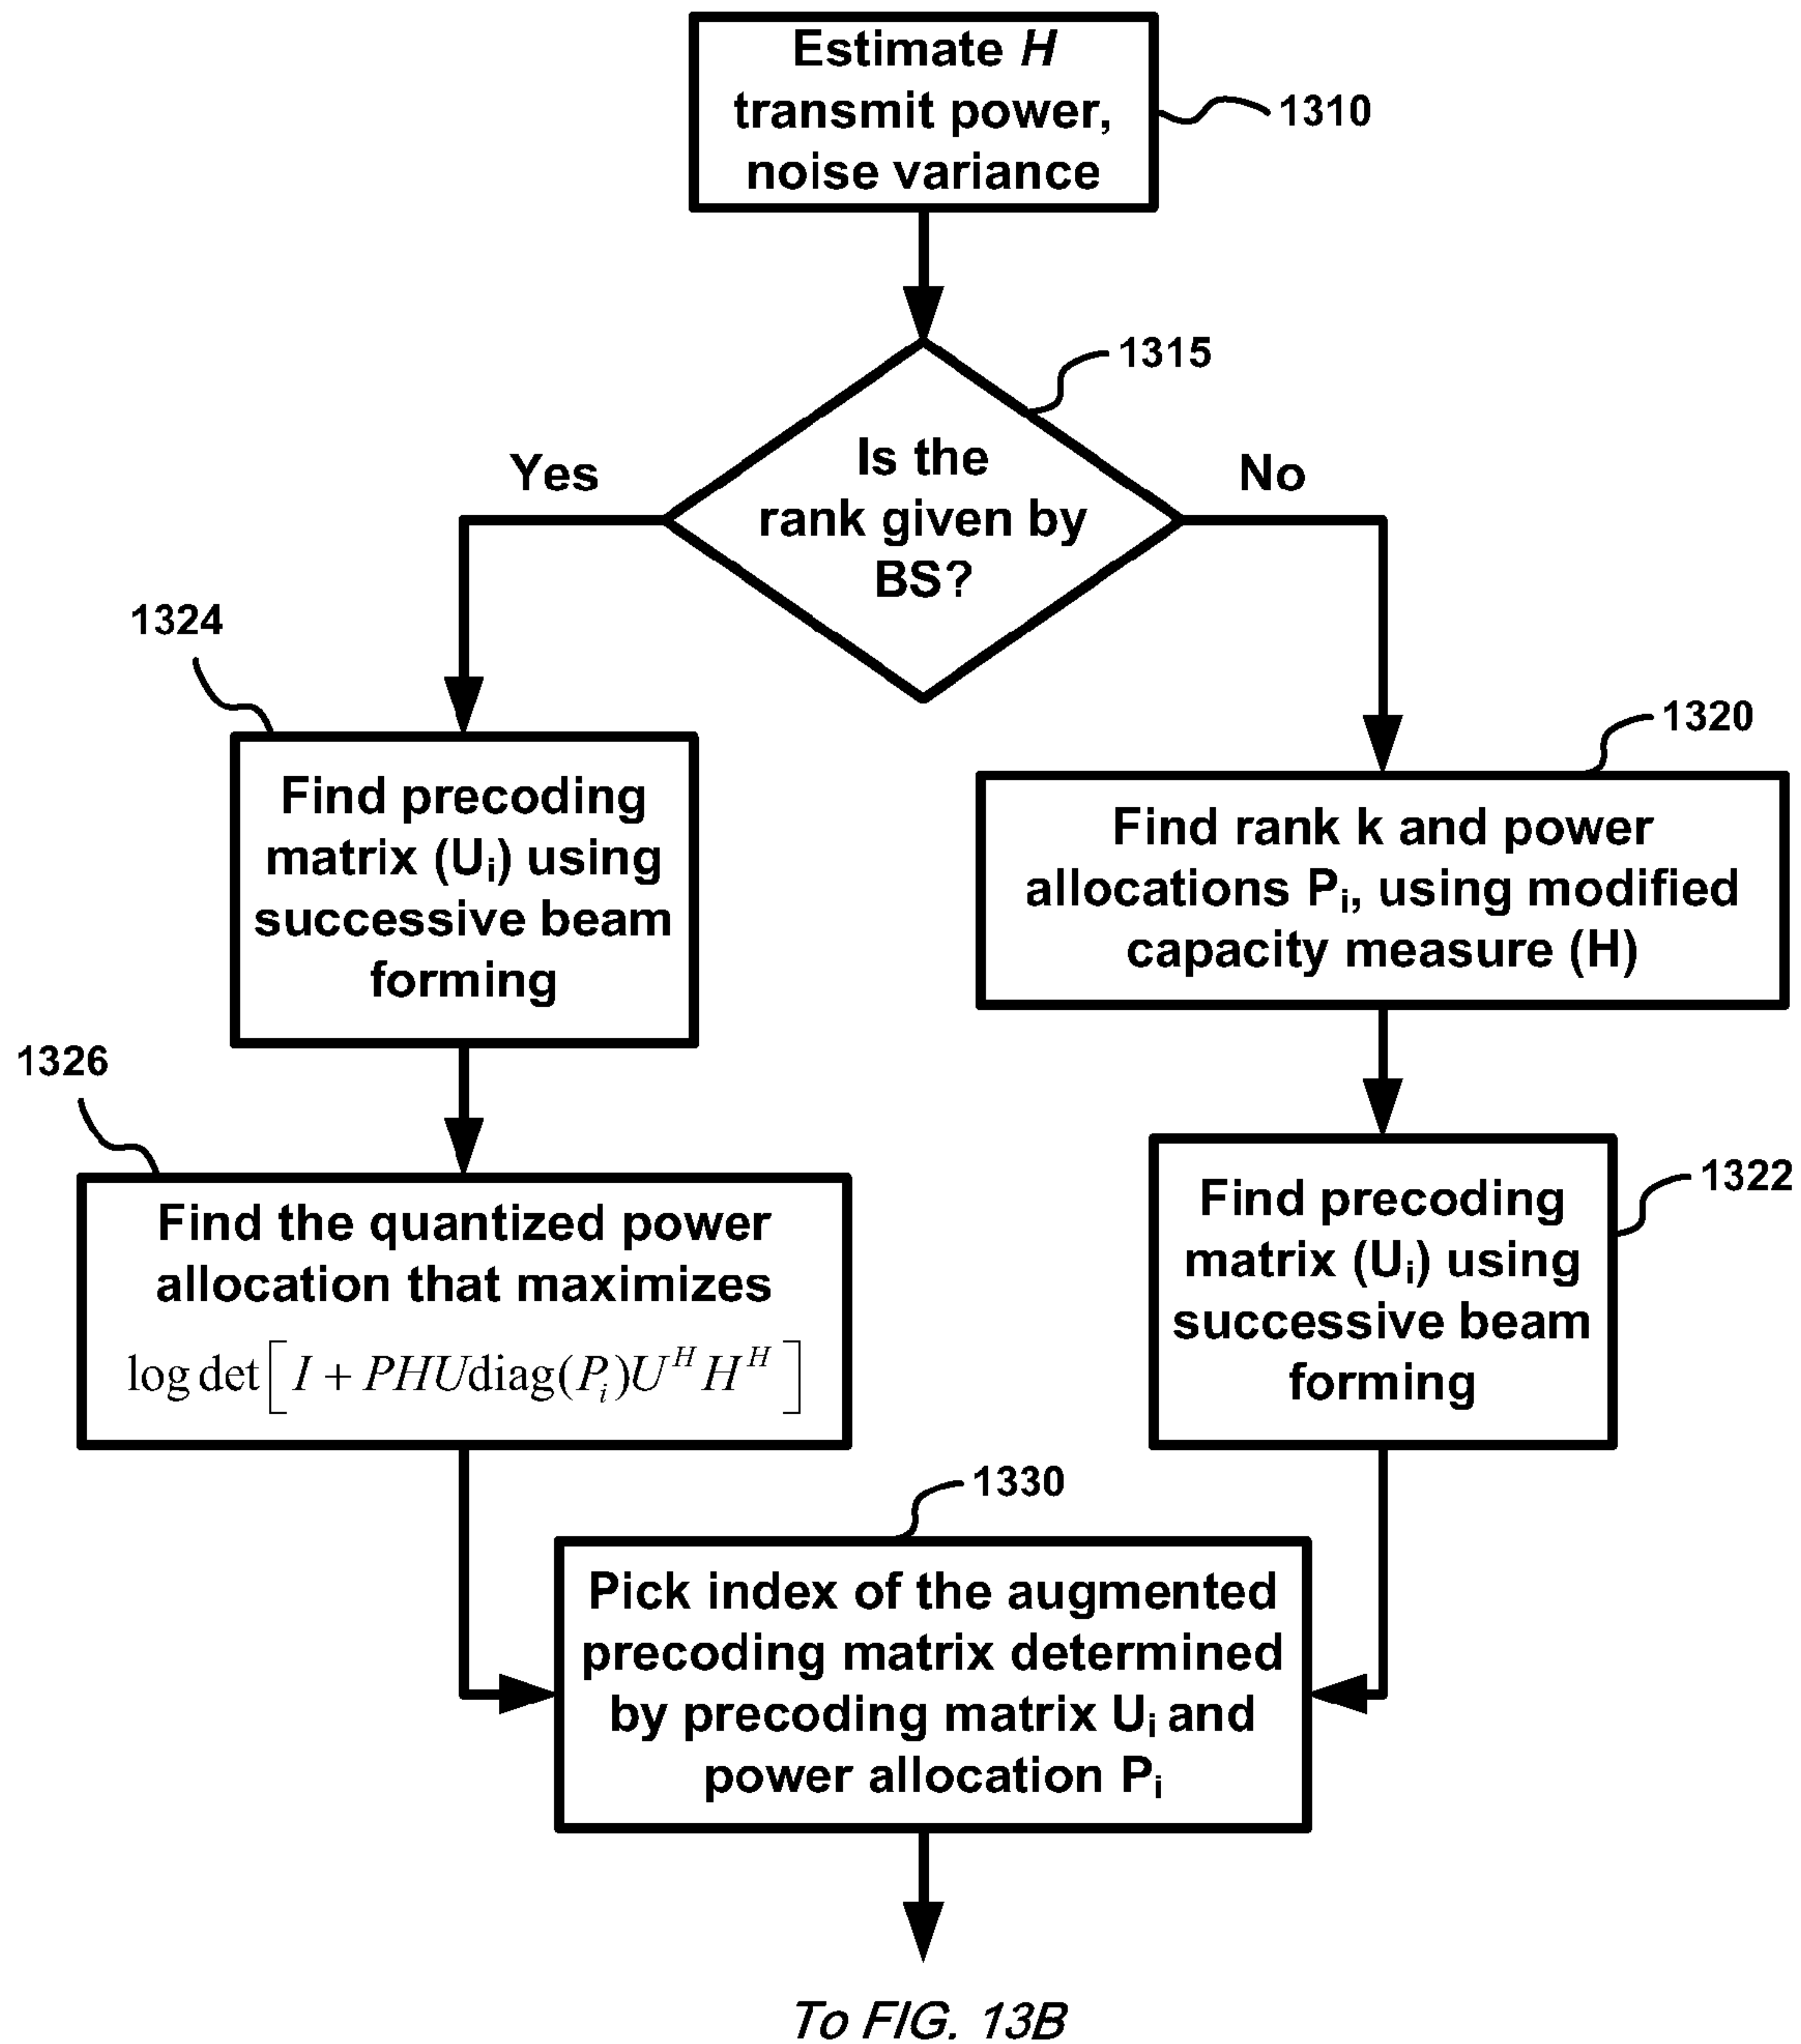 Estimate H
transmit power,
noise variance
1310
1315
Is the
rank given by
BS?
Yes
No
1324
Find precoding
matrix (Uᵢ) using
successive beam
forming
1320
Find rank k and power
allocations Pᵢ, using modified
capacity measure (H)
1326
Find the quantized power
allocation that maximizes
log det[I + PHUdiag(Pᵢ)Uᴴ Hᴴ]
1322
Find precoding
matrix (Uᵢ) using
successive beam
forming
1330
Pick index of the augmented
precoding matrix determined
by precoding matrix Uᵢ and
power allocation Pᵢ
To FIG. 13B